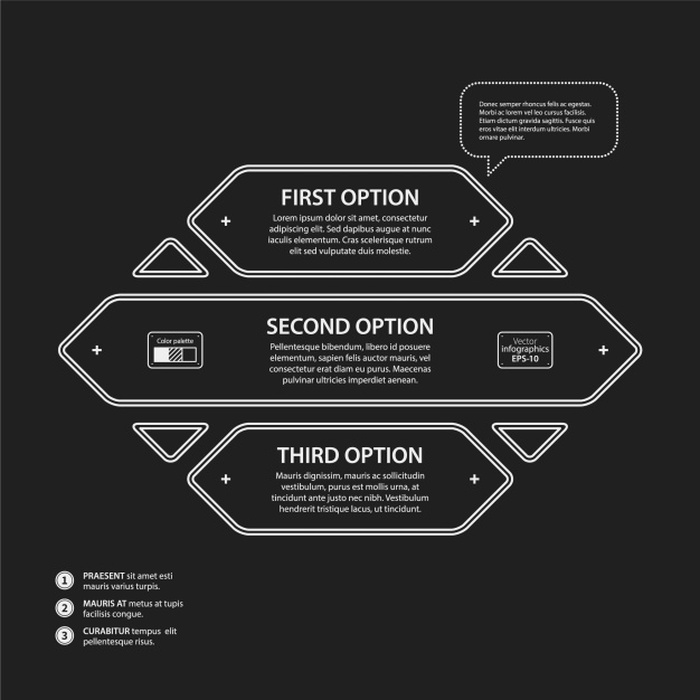 Donec semper rhoncus felis ac egestas.
Morbi ac lorem vel leo cursus facilisis.
Etiam dictum gravida sagittis. Fusce quis
eros vitae elit interdum ultricies. Morbi
ornare pulvinar.
FIRST OPTION
Lorem ipsum dolor sit amet, consectetur
adipiscing elit. Sed dapibus augue at nunc
iaculis elementum. Cras scelerisque rutrum
elit sed vulputate duis molestie.
SECOND OPTION
Pellentesque bibendum, libero id posuere
elementum, sapien felis auctor mauris, vel
consectetur erat diam eu purus. Maecenas
pulvinar ultricies imperdiet aenean.
Color palette
Vector
infographics
EPS-10
THIRD OPTION
Mauris dignissim, mauris ac sollicitudin
vestibulum, purus est mollis urna, at
tincidunt ante justo nec nibh. Vestibulum
hendrerit tristique lacus, ut tincidunt.
1 PRAESENT sit amet esti
mauris varius turpis.
2 MAURIS AT metus at tupis
facilisis congue.
3 CURABITUR tempus elit
pellentesque risus.